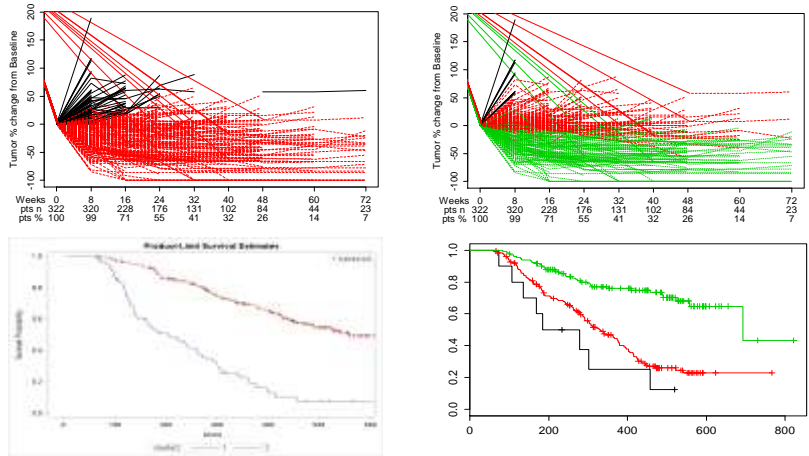 Tumor % change from Baseline
200
150
100
50
0
-50
-100
Weeks 0 8 16 24 32 40 48 60 72
pts n 322 320 228 176 131 102 84 44 23
pts % 100 99 71 55 41 32 26 14 7
Tumor % change from Baseline
200
150
100
50
0
-50
-100
Weeks 0 8 16 24 32 40 48 60 72
pts n 322 320 228 176 131 102 84 44 23
pts % 100 99 71 55 41 32 26 14 7
Product-Limit Survival Estimates
1.0
0.0
1.0
0.8
0.6
0.4
0.2
0.0
0 200 400 600 800